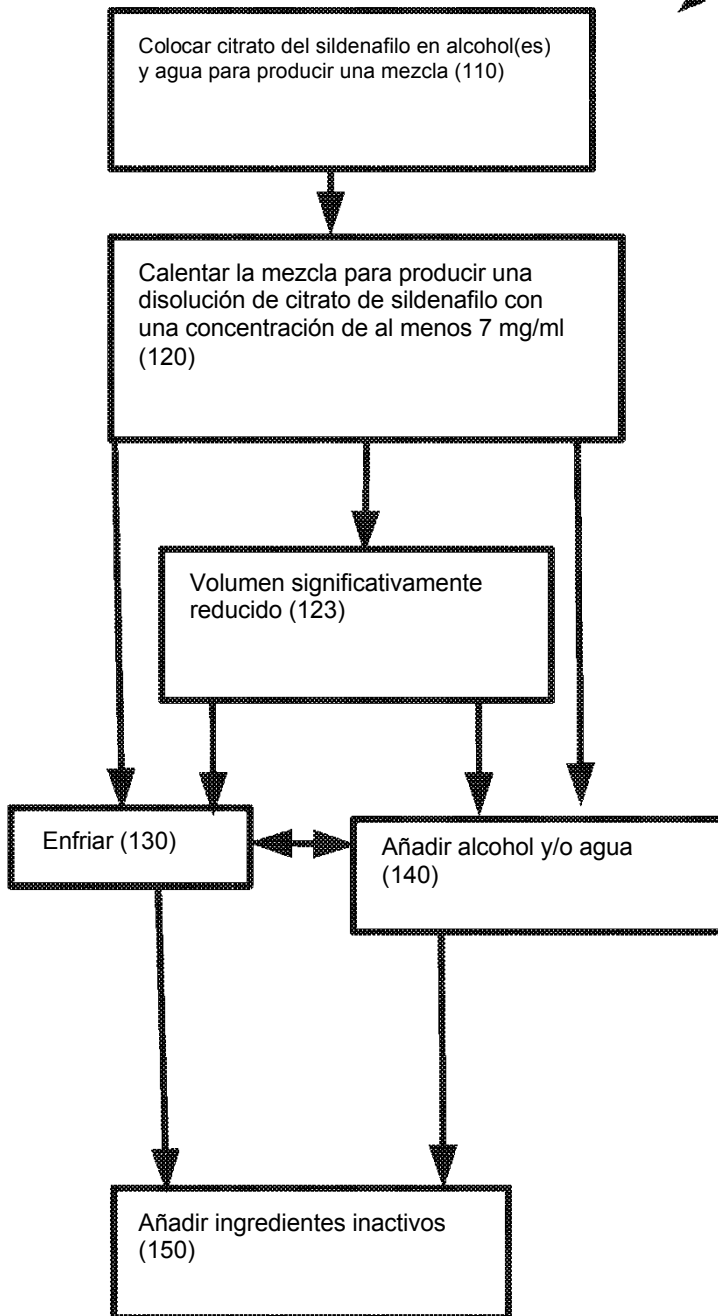 Colocar citrato del sildenafilo en alcohol(es)
y agua para producir una mezcla (110)
Calentar la mezcla para producir una
disolución de citrato de sildenafilo con
una concentración de al menos 7 mg/ml
(120)
Volumen significativamente
reducido (123)
Enfriar (130)
Añadir alcohol y/o agua
(140)
Añadir ingredientes inactivos
(150)